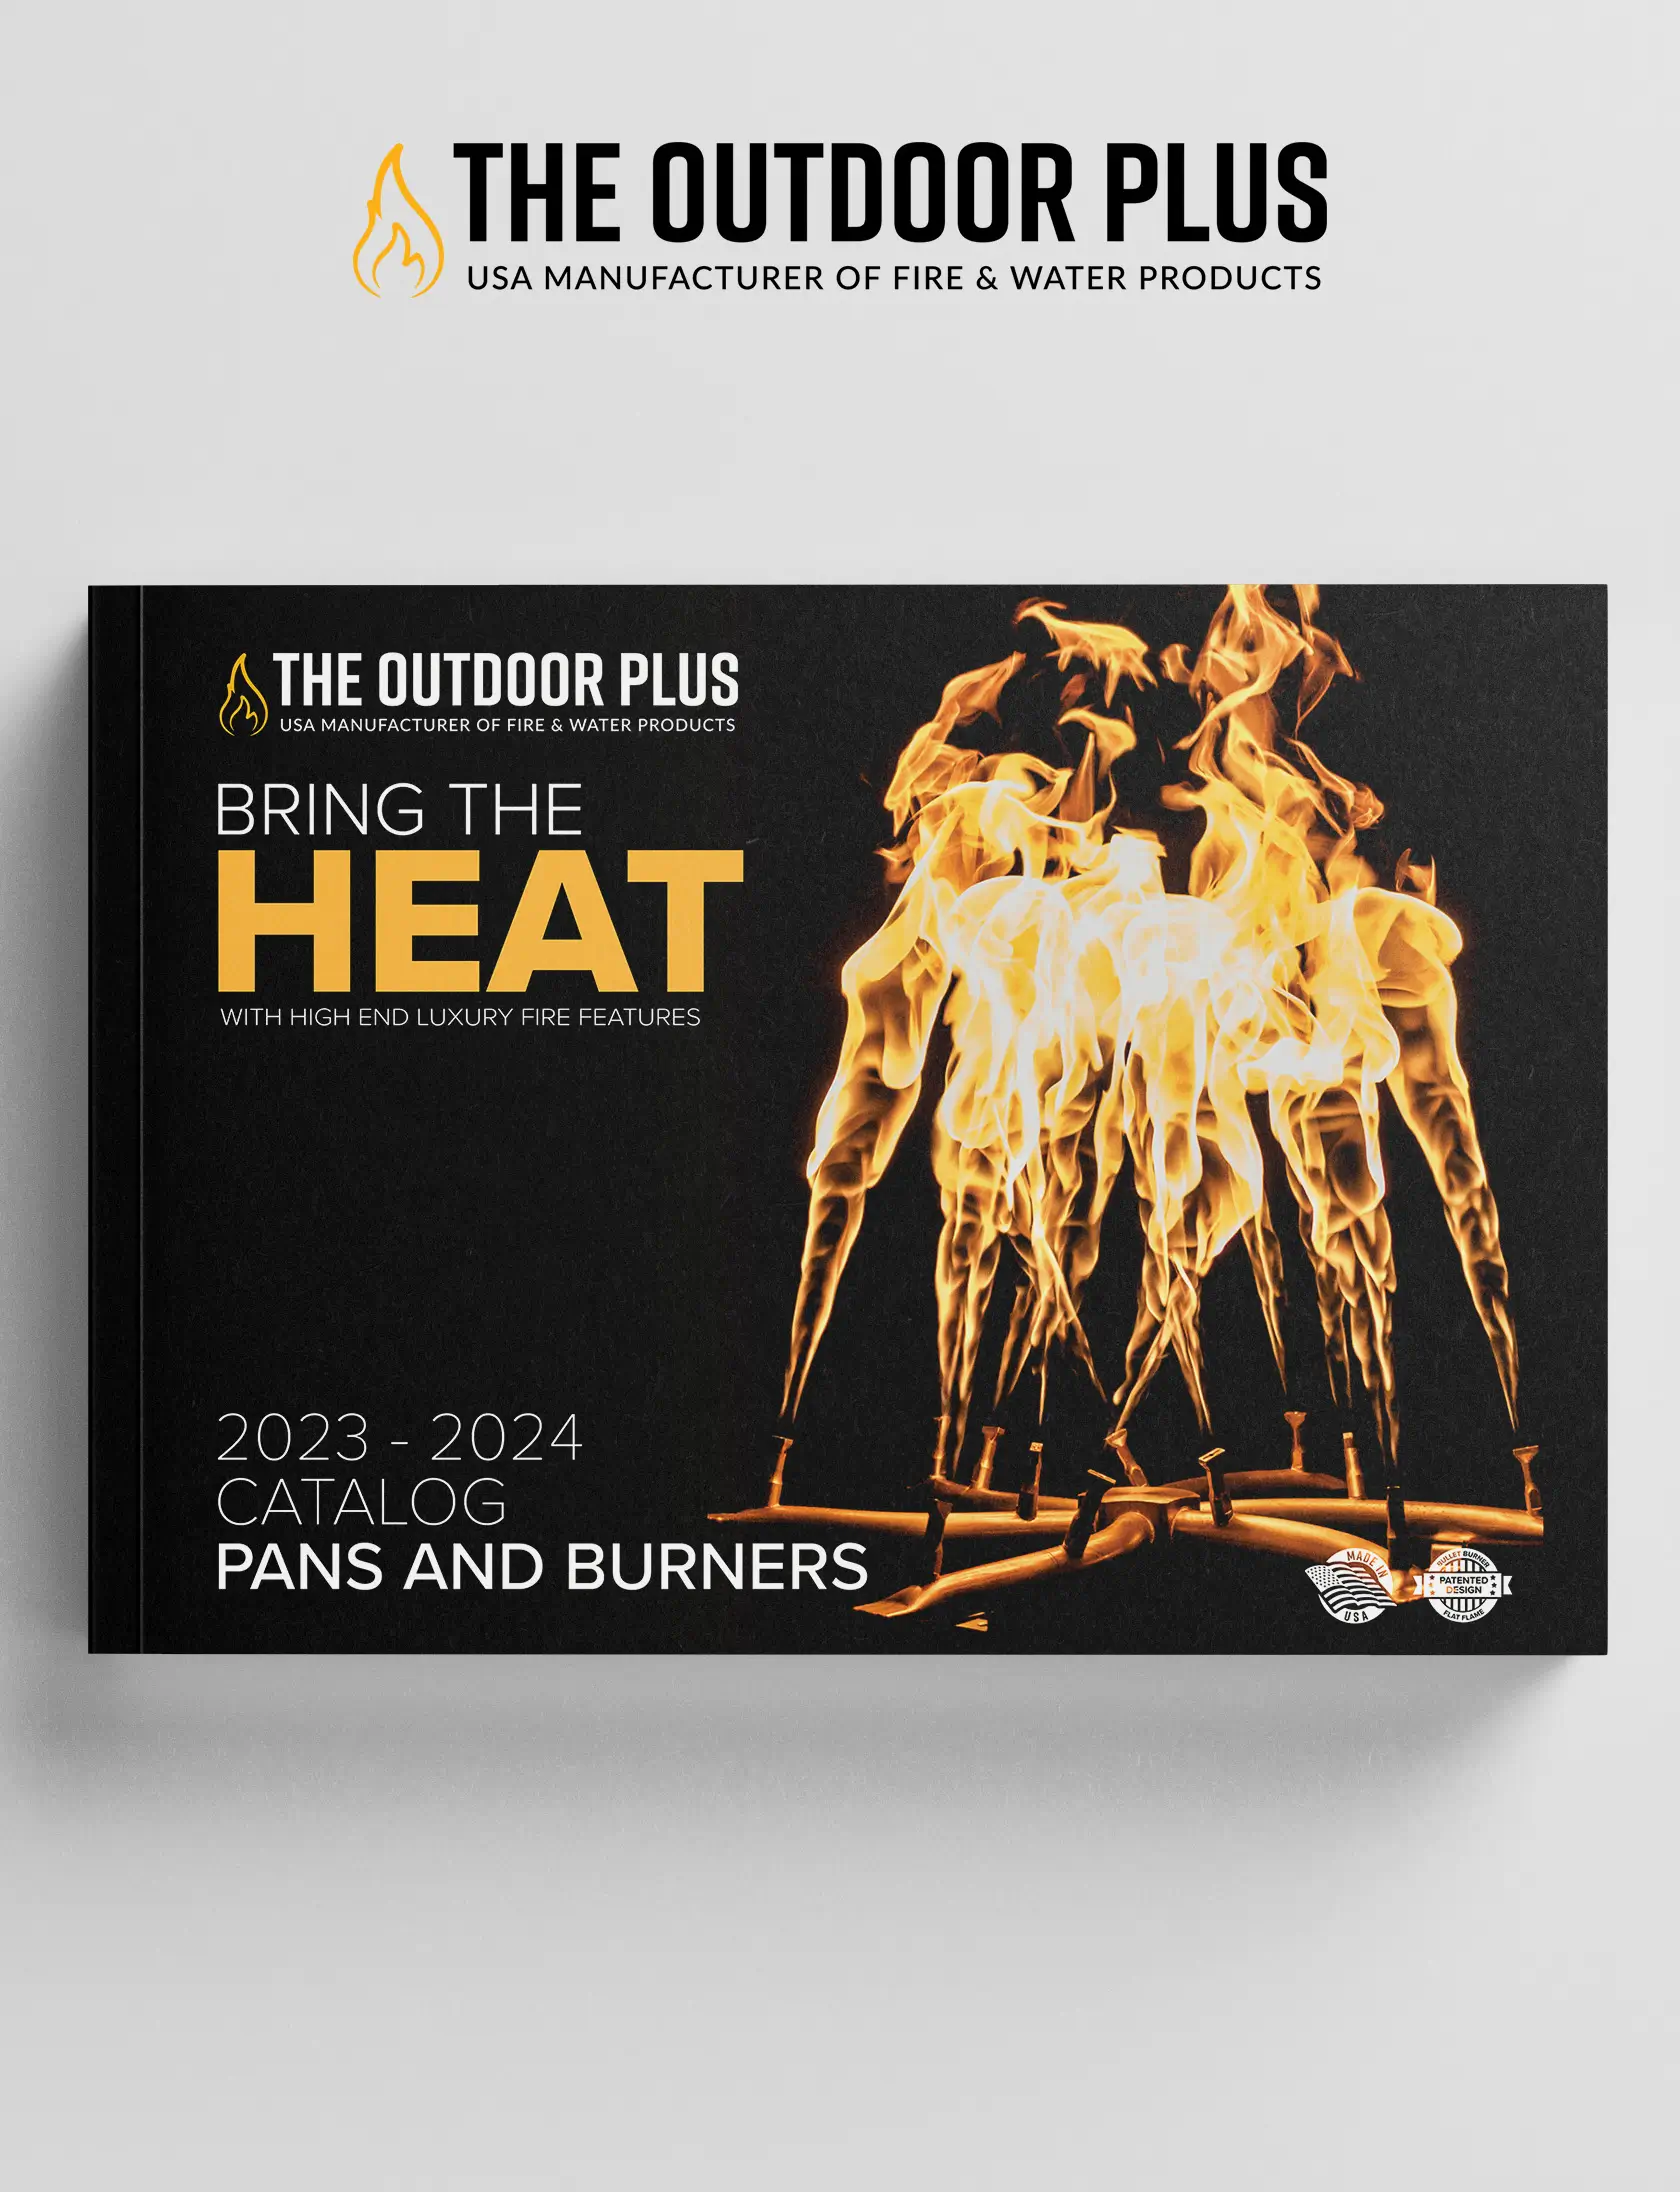 THE OUTDOOR PLUS
USA MANUFACTURER OF FIRE & WATER PRODUCTS
THE OUTDOOR PLUS
USA MANUFACTURER OF FIRE & WATER PRODUCTS
BRING THE
HEAT
WITH HIGH END LUXURY FIRE FEATURES
2023 - 2024
CATALOG
PANS AND BURNERS
MADE IN
USA
BULLET BURNER
PATENTED
DESIGN
FLAT FLAME